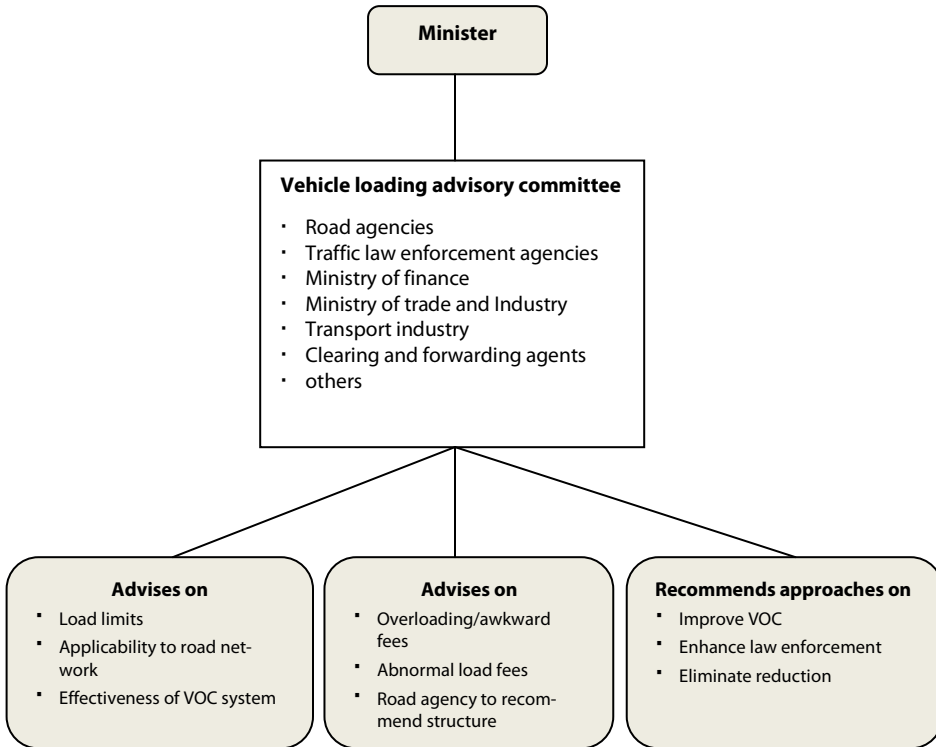 Minister
Vehicle loading advisory committee
· Road agencies
· Traffic law enforcement agencies
· Ministry of finance
· Ministry of trade and Industry
· Transport industry
· Clearing and forwarding agents
· others
Advises on
▪ Load limits
▪ Applicability to road net-
work
▪ Effectiveness of VOC system
Advises on
▪ Overloading/awkward
fees
▪ Abnormal load fees
▪ Road agency to recom-
mend structure
Recommends approaches on
▪ Improve VOC
▪ Enhance law enforcement
▪ Eliminate reduction